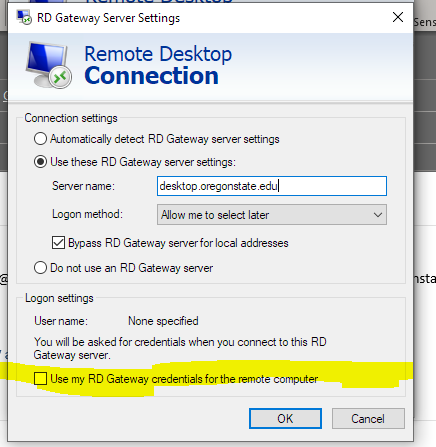 RD Gateway Server Settings
Sens
Remote Desktop
Connection
Connection settings
Automatically detect RD Gateway server settings
Use these RD Gateway server settings:
Server name: desktop.oregonstate.edu
Logon method: Allow me to select later
Bypass RD Gateway server for local addresses
Do not use an RD Gateway server
@
nsta
Logon settings
User name: None specified
You will be asked for credentials when you connect to this RD
Gateway server.
Use my RD Gateway credentials for the remote computer
OK Cancel